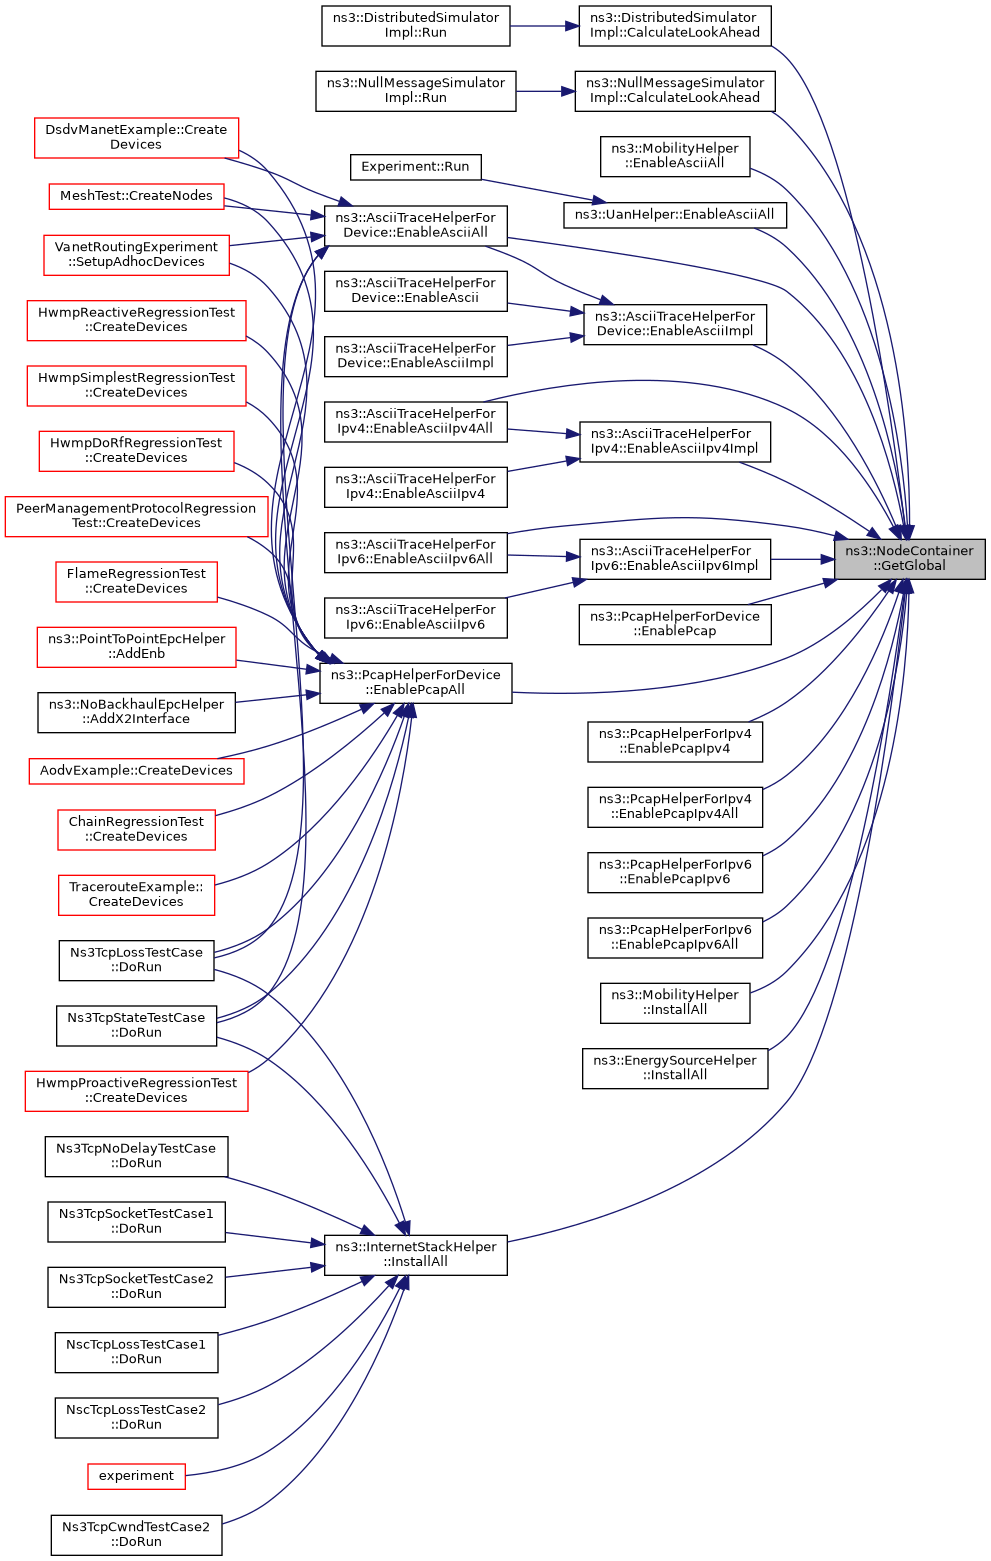 ns3::DistributedSimulator
Impl::Run
ns3::DistributedSimulator
Impl::CalculateLookAhead
ns3::NullMessageSimulator
Impl::Run
ns3::NullMessageSimulator
Impl::CalculateLookAhead
DsdvManetExample::Create
Devices
Experiment::Run
ns3::MobilityHelper
::EnableAsciiAll
MeshTest::CreateNodes
ns3::AsciiTraceHelperFor
Device::EnableAsciiAll
ns3::UanHelper::EnableAsciiAll
VanetRoutingExperiment
::SetupAdhocDevices
ns3::AsciiTraceHelperFor
Device::EnableAscii
HwmpReactiveRegressionTest
::CreateDevices
ns3::AsciiTraceHelperFor
Device::EnableAsciiImpl
ns3::AsciiTraceHelperFor
Device::EnableAsciiImpl
HwmpSimplestRegressionTest
::CreateDevices
ns3::AsciiTraceHelperFor
Ipv4::EnableAsciiIpv4All
ns3::AsciiTraceHelperFor
Ipv4::EnableAsciiIpv4Impl
HwmpDoRfRegressionTest
::CreateDevices
ns3::AsciiTraceHelperFor
Ipv4::EnableAsciiIpv4
PeerManagementProtocolRegression
Test::CreateDevices
ns3::AsciiTraceHelperFor
Ipv6::EnableAsciiIpv6All
ns3::AsciiTraceHelperFor
Ipv6::EnableAsciiIpv6Impl
ns3::NodeContainer
::GetGlobal
FlameRegressionTest
::CreateDevices
ns3::AsciiTraceHelperFor
Ipv6::EnableAsciiIpv6
ns3::PcapHelperForDevice
::EnablePcap
ns3::PointToPointEpcHelper
::AddEnb
ns3::PcapHelperForDevice
::EnablePcapAll
ns3::NoBackhaulEpcHelper
::AddX2Interface
ns3::PcapHelperForIpv4
::EnablePcapIpv4
AodvExample::CreateDevices
ns3::PcapHelperForIpv4
::EnablePcapIpv4All
ChainRegressionTest
::CreateDevices
ns3::PcapHelperForIpv6
::EnablePcapIpv6
TracerouteExample::
CreateDevices
ns3::PcapHelperForIpv6
::EnablePcapIpv6All
Ns3TcpLossTestCase
::DoRun
ns3::MobilityHelper
::InstallAll
Ns3TcpStateTestCase
::DoRun
ns3::EnergySourceHelper
::InstallAll
HwmpProactiveRegressionTest
::CreateDevices
Ns3TcpNoDelayTestCase
::DoRun
Ns3TcpSocketTestCase1
::DoRun
ns3::InternetStackHelper
::InstallAll
Ns3TcpSocketTestCase2
::DoRun
NscTcpLossTestCase1
::DoRun
NscTcpLossTestCase2
::DoRun
experiment
Ns3TcpCwndTestCase2
::DoRun